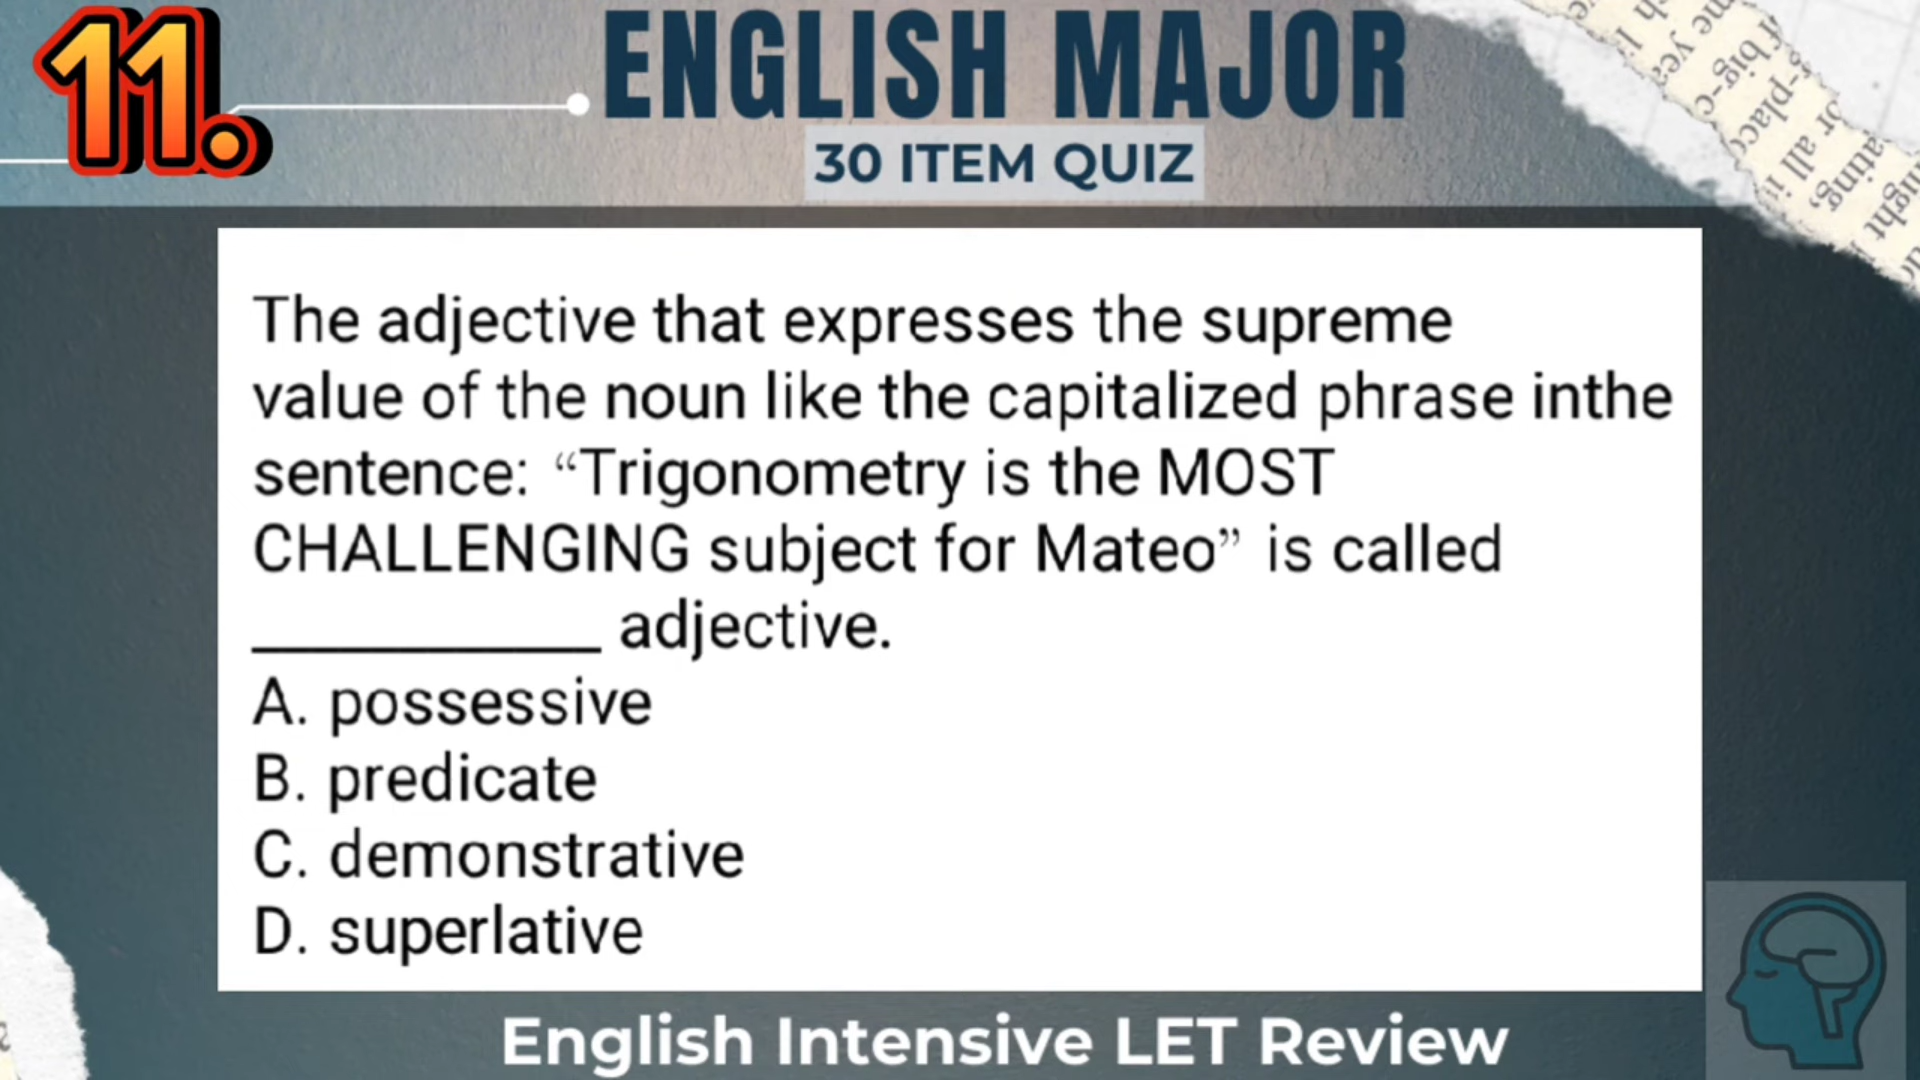 11.
ENGLISH MAJOR
30 ITEM QUIZ
The adjective that expresses the supreme
value of the noun like the capitalized phrase inthe
sentence: “Trigonometry is the MOST
CHALLENGING subject for Mateo” is called
___________ adjective.
A. possessive
B. predicate
C. demonstrative
D. superlative
English Intensive LET Review